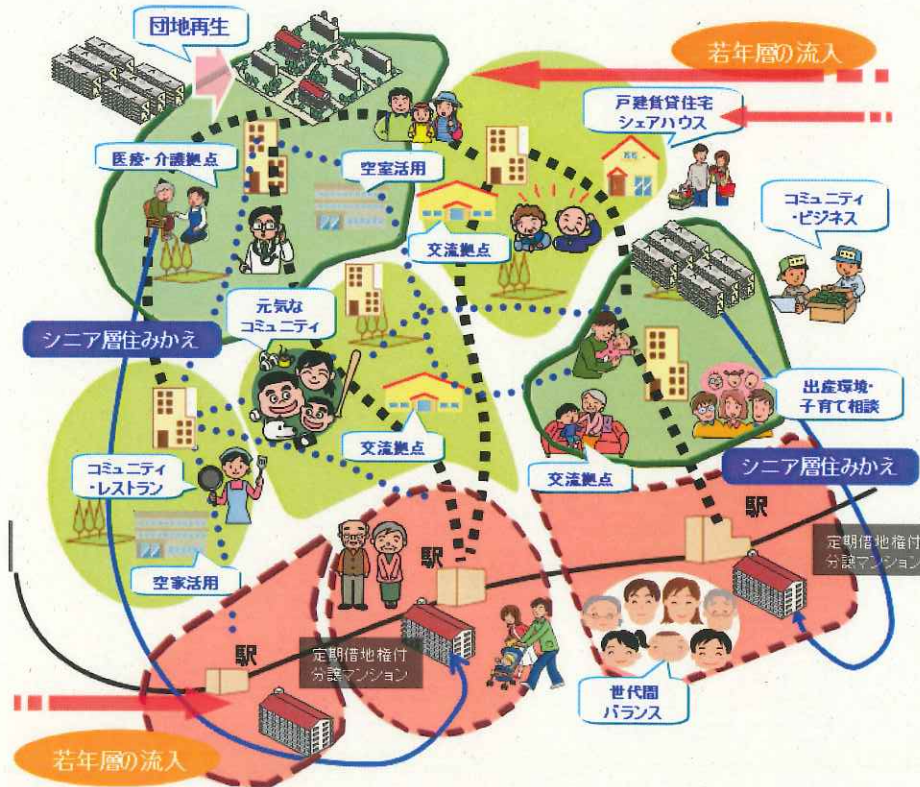 団地再生
若年層の流入
戸建賃貸住宅
シェアハウス
医療・介護拠点
空室活用
コミュニティ
・ビジネス
交流拠点
元気な
コミュニティ
シニア層住みかえ
出産環境・
子育て相談
交流拠点
コミュニティ
・レストラン
交流拠点
シニア層住みかえ
駅
定期借地権付
分譲マンション
駅
空家活用
駅
定期借地権付
分譲マンション
世代間
バランス
若年層の流入